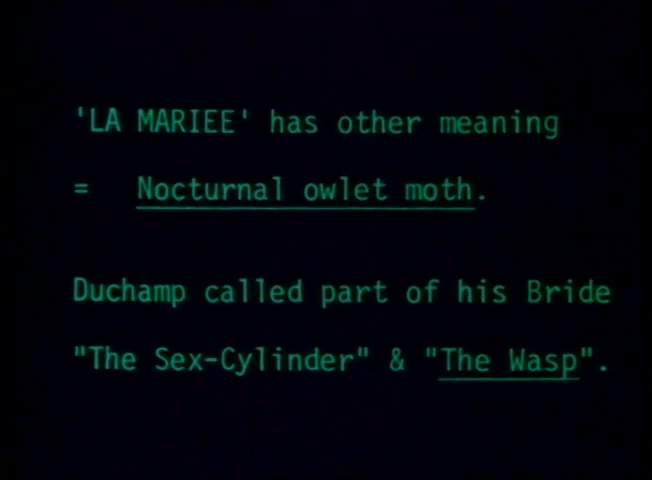 'LA MARIEE' has other meaning
= Nocturnal owlet moth.
Duchamp called part of his Bride
"The Sex-Cylinder" & "The Wasp".